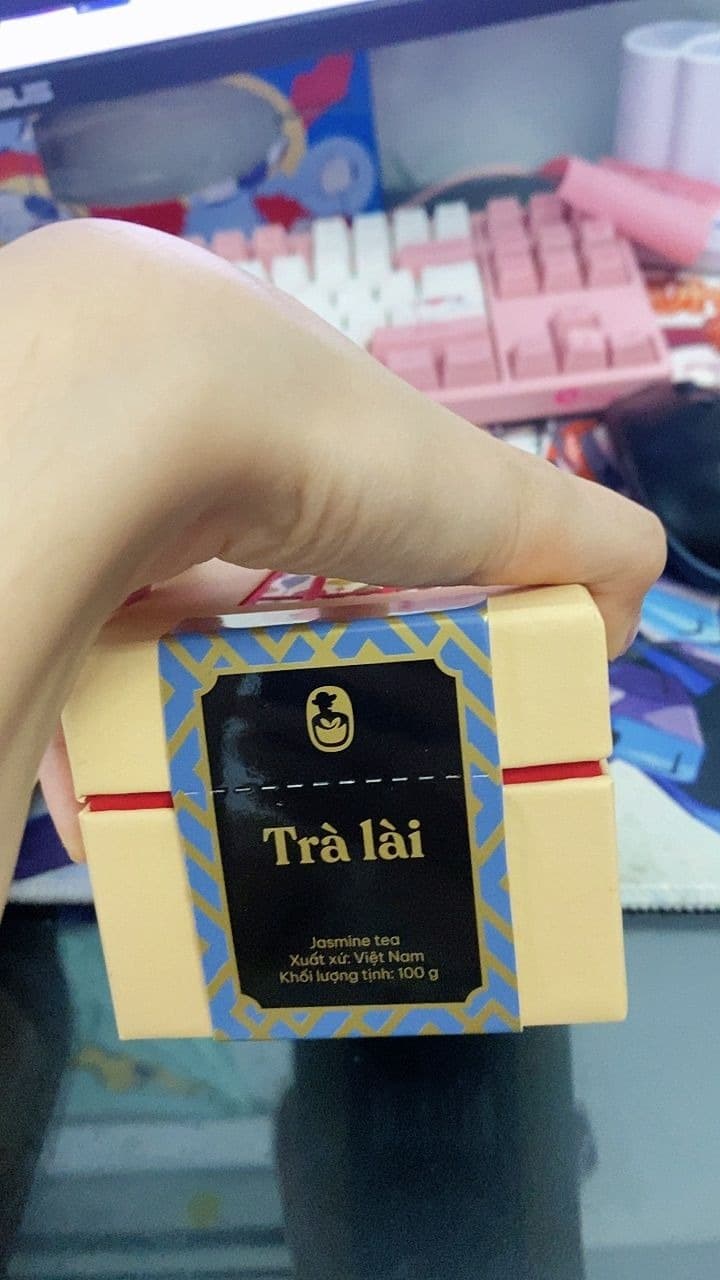 Trà lài
Jasmine tea
Xuất xứ: Việt Nam
Khối lượng tịnh: 100 g